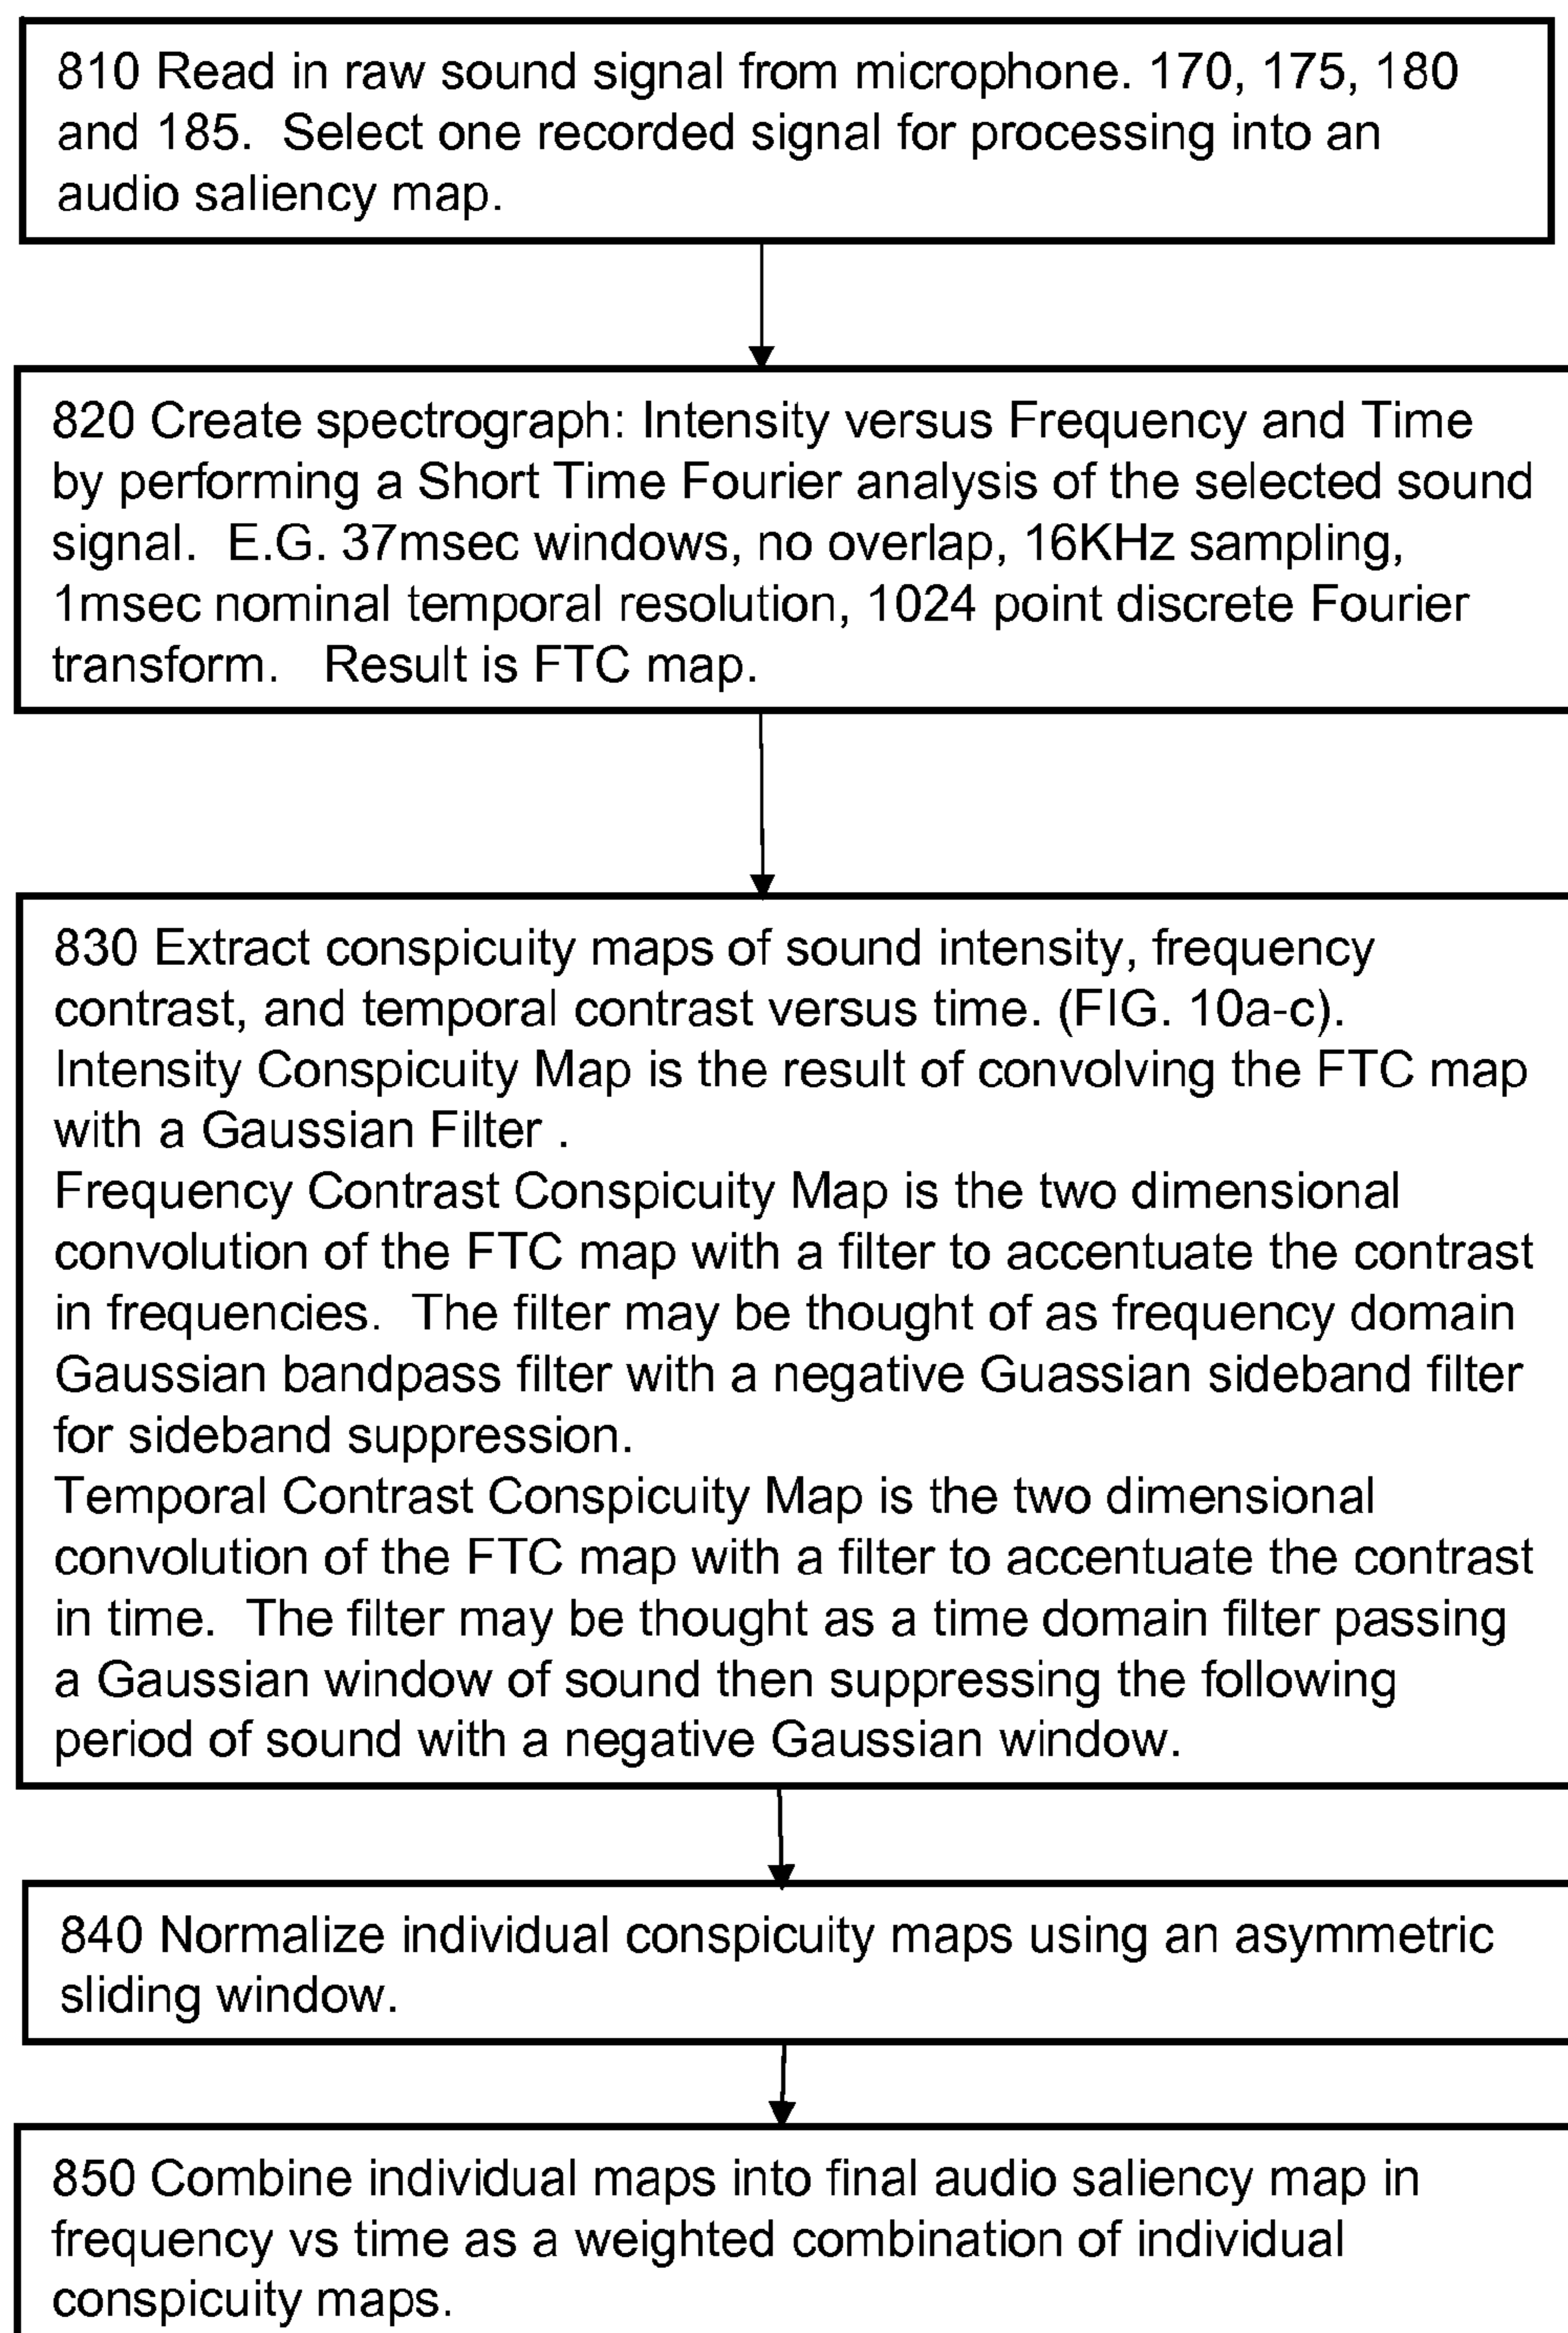 810 Read in raw sound signal from microphone. 170, 175, 180
and 185.  Select one recorded signal for processing into an
audio saliency map.
820 Create spectrograph: Intensity versus Frequency and Time
by performing a Short Time Fourier analysis of the selected sound
signal.  E.G. 37msec windows, no overlap, 16KHz sampling,
1msec nominal temporal resolution, 1024 point discrete Fourier
transform.   Result is FTC map.
830 Extract conspicuity maps of sound intensity, frequency
contrast, and temporal contrast versus time. (FIG. 10a-c).
Intensity Conspicuity Map is the result of convolving the FTC map
with a Gaussian Filter .
Frequency Contrast Conspicuity Map is the two dimensional
convolution of the FTC map with a filter to accentuate the contrast
in frequencies.  The filter may be thought of as frequency domain
Gaussian bandpass filter with a negative Guassian sideband filter
for sideband suppression.
Temporal Contrast Conspicuity Map is the two dimensional
convolution of the FTC map with a filter to accentuate the contrast
in time.  The filter may be thought as a time domain filter passing
a Gaussian window of sound then suppressing the following
period of sound with a negative Gaussian window.
840 Normalize individual conspicuity maps using an asymmetric
sliding window.
850 Combine individual maps into final audio saliency map in
frequency vs time as a weighted combination of individual
conspicuity maps.